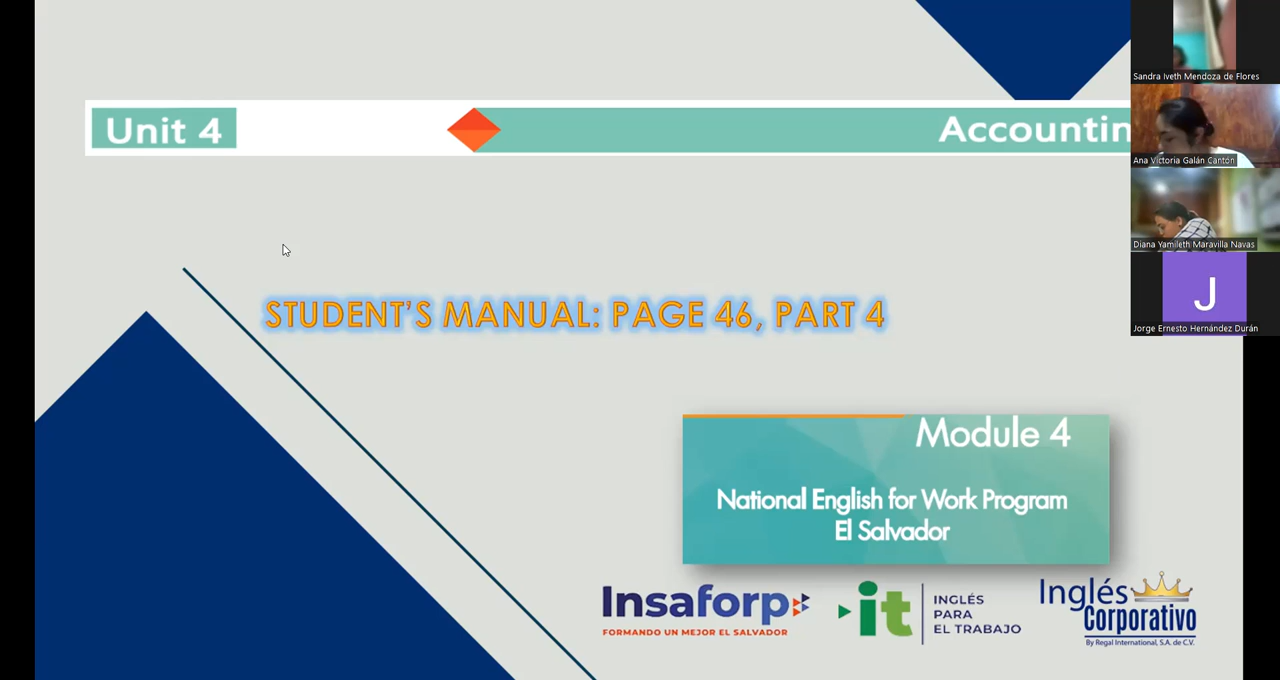 Unit 4
Accountin
STUDENT'S MANUAL: PAGE 46, PART 4
Module 4
National English for Work Program
El Salvador
Insaforp
FORMANDO UN MEJOR EL SALVADOR
it
INGLÉS
PARA
EL TRABAJO
Inglés
Corporativo
By Regal International, S.A. de C.V.
Sandra Iveth Mendoza de Flores
Ana Victoria Galán Cantón
Diana Yamileth Maravilla Navas
J
Jorge Ernesto Hernández Durán